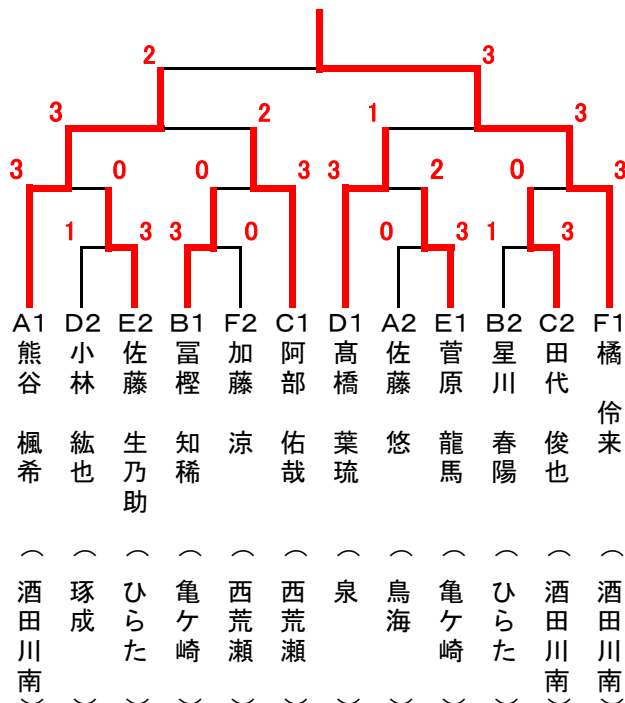 2 3
3 2 1 3
3 0 0 3 3 2 0 3
1 3 3 0 0 3 1 3
A1 D2 E2 B1 F2 C1 D1 A2 E1 B2 C2 F1
熊谷 楓希 (酒田川南)
小林 紘也 (琢成)
佐藤 生乃助 (ひらた)
冨樫 知稀 (亀ケ崎)
加藤 涼 (西荒瀬)
阿部 佑哉 (西荒瀬)
髙橋 葉琉 (泉)
佐藤 悠 (鳥海)
菅原 龍馬 (亀ケ崎)
星川 春陽 (ひらた)
田代 俊也 (酒田川南)
橘 伶来 (酒田川南)